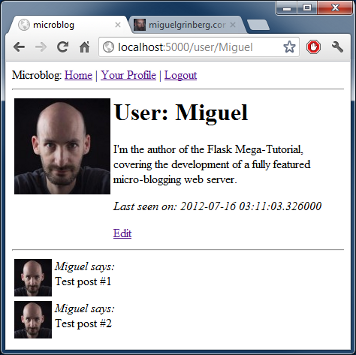 microblog
miguelgrinberg.com
localhost:5000/user/Miguel
Microblog: Home | Your Profile | Logout
User: Miguel
I'm the author of the Flask Mega-Tutorial,
covering the development of a fully featured
micro-blogging web server.
Last seen on: 2012-07-16 03:11:03.326000
Edit
Miguel says:
Test post #1
Miguel says:
Test post #2